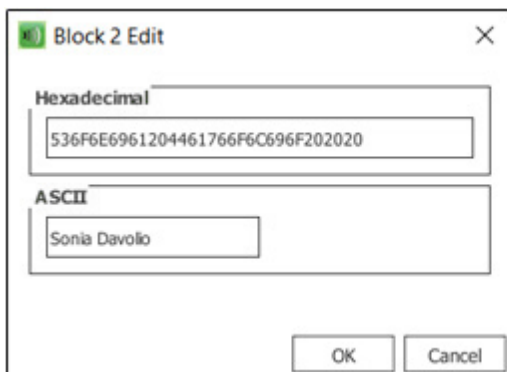 Block 2 Edit
Hexadecimal
536F6E6961204461766F6C696F202020
ASCII
Sonia Davolio
OK Cancel